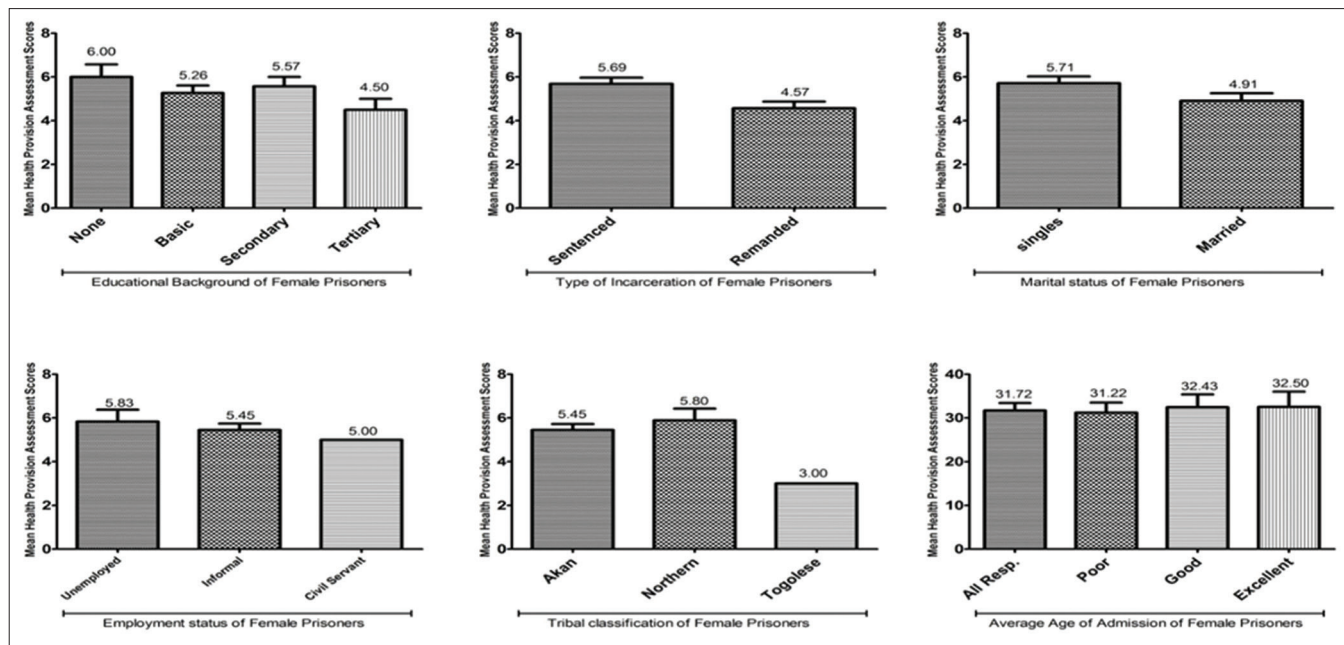 Mean Health Provision Assessment Scores
8
6
4
2
0
6.00
5.26
5.57
4.50
None
Basic
Secondary
Tertiary
Educational Background of Female Prisoners
Mean Health Provision Assessment Scores
8
6
4
2
0
5.69
4.57
Sentenced
Remanded
Type of Incarceration of Female Prisoners
Mean Health Provision Assessment Scores
8
6
4
2
0
5.71
4.91
singles
Married
Marital status of Female Prisoners
Mean Health Provision Assessment Scores
8
6
4
2
0
5.83
5.45
5.00
Unemployed
Informal
Civil Servant
Employment status of Female Prisoners
Mean Health Provision Assessment Scores
8
6
4
2
0
5.45
5.80
3.00
Akan
Northern
Togolese
Tribal classification of Female Prisoners
Mean Health Provision Assessment Scores
40
30
20
10
0
31.72
31.22
32.43
32.50
All Resp.
Poor
Good
Excellent
Average Age of Admission of Female Prisoners